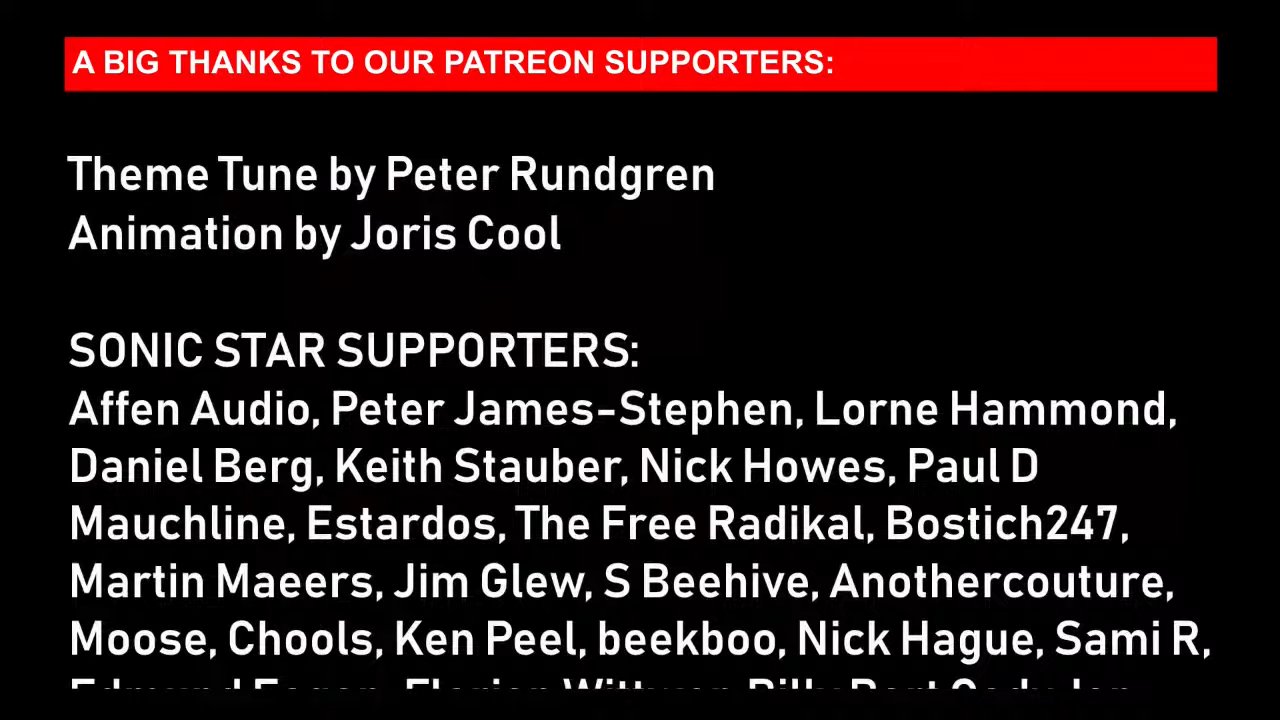 A BIG THANKS TO OUR PATREON SUPPORTERS:
Theme Tune by Peter Rundgren
Animation by Joris Cool
SONIC STAR SUPPORTERS:
Affen Audio, Peter James-Stephen, Lorne Hammond,
Daniel Berg, Keith Stauber, Nick Howes, Paul D
Mauchline, Estardos, The Free Radikal, Bostich247,
Martin Maeers, Jim Glew, S Beehive, Anothercouture,
Moose, Chools, Ken Peel, beekboo, Nick Hague, Sami R,